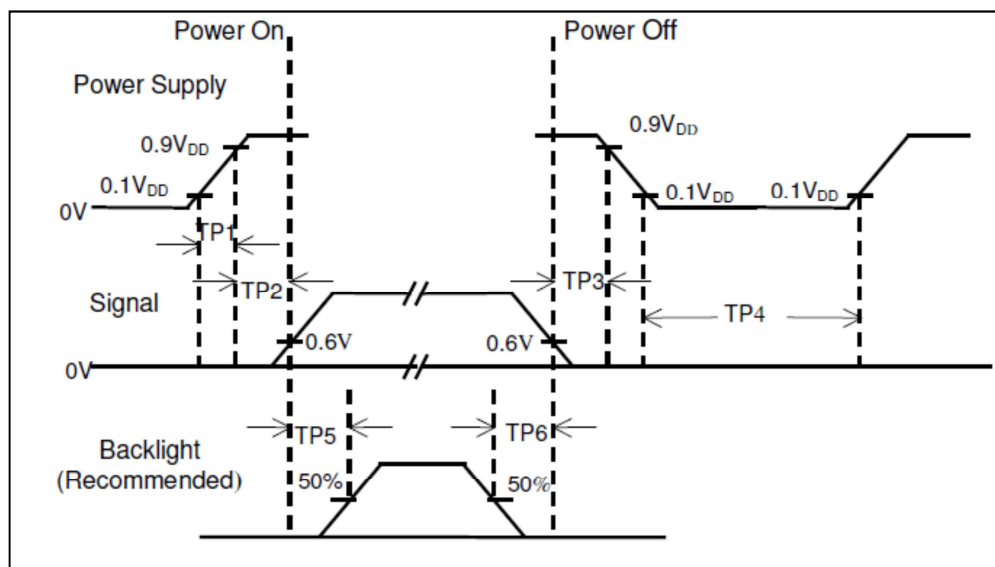 Power On
Power Off
Power Supply
0.9VDD
0.9VDD
0.1VDD
0.1VDD
0.1VDD
0V
TP1
TP2
TP3
TP4
Signal
0.6V
0.6V
0V
TP5
TP6
Backlight
(Recommended)
50%
50%